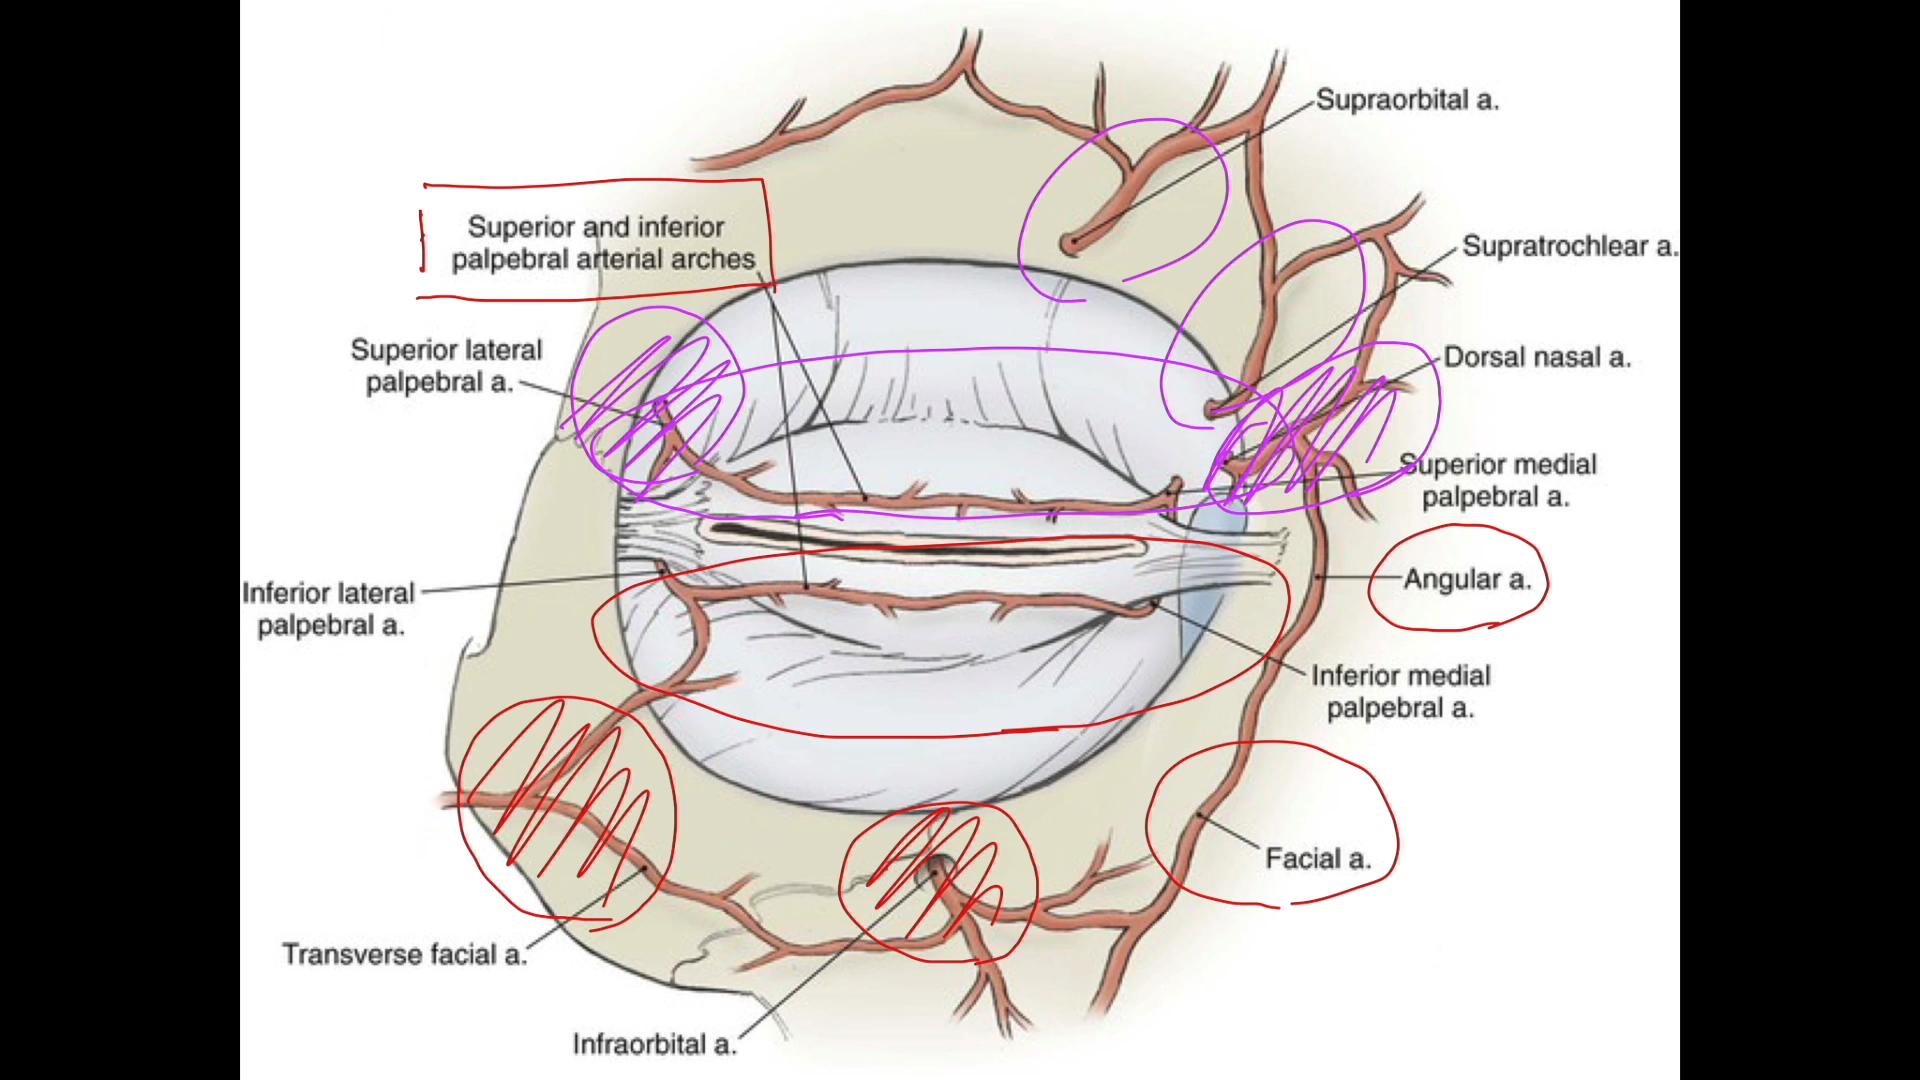 Supraorbital a.
Superior and inferior
palpebral arterial arches
Supratrochlear a.
Superior lateral
palpebral a.
Dorsal nasal a.
Superior medial
palpebral a.
Angular a.
Inferior lateral
palpebral a.
Inferior medial
palpebral a.
Facial a.
Transverse facial a.
Infraorbital a.